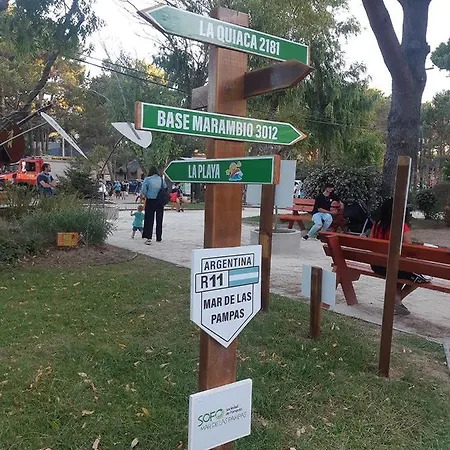 LA QUIACA 2181
BASE MARAMBIO 3012
LA PLAYA
ARGENTINA
R11
MAR DE LAS
PAMPAS
SOFO
MAR DE LAS PAMPAS